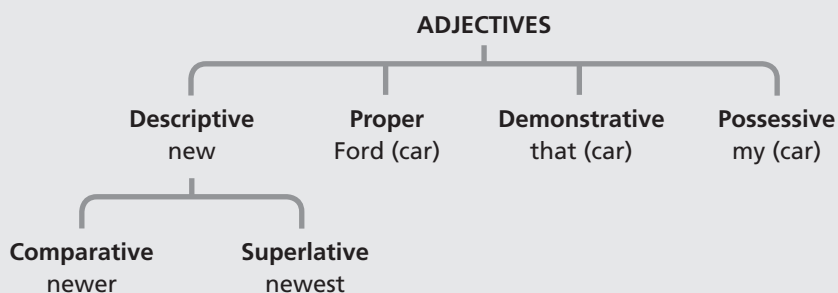 ADJECTIVES
Descriptive Proper Demonstrative Possessive
new Ford (car) that (car) my (car)
Comparative Superlative
newer newest